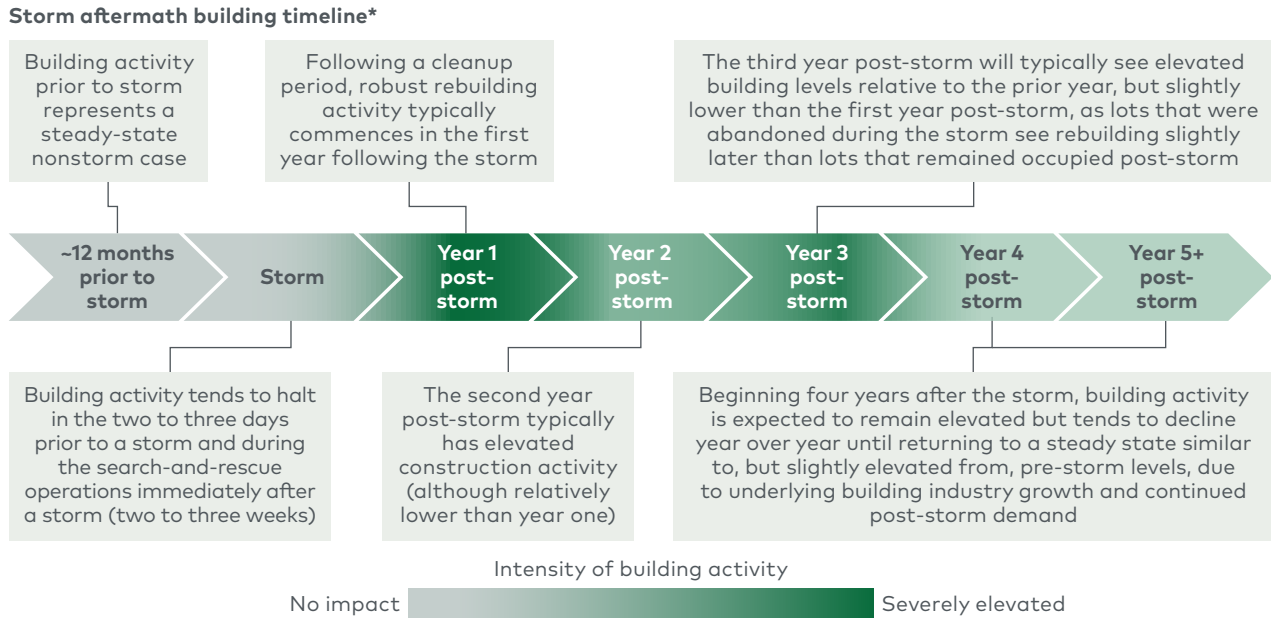 Storm aftermath building timeline*
Building activity
prior to storm
represents a
steady-state
nonstorm case
Following a cleanup
period, robust rebuilding
activity typically
commences in the first
year following the storm
The third year post-storm will typically see elevated
building levels relative to the prior year, but slightly
lower than the first year post-storm, as lots that were
abandoned during the storm see rebuilding slightly
later than lots that remained occupied post-storm
~12 months
prior to
storm
Storm
Year 1
post-
storm
Year 2
post-
storm
Year 3
post-
storm
Year 4
post-
storm
Year 5+
post-
storm
Building activity tends to halt
in the two to three days
prior to a storm and during
the search-and-rescue
operations immediately after
a storm (two to three weeks)
The second year
post-storm typically
has elevated
construction activity
(although relatively
lower than year one)
Beginning four years after the storm, building activity
is expected to remain elevated but tends to decline
year over year until returning to a steady state similar
to, but slightly elevated from, pre-storm levels, due
to underlying building industry growth and continued
post-storm demand
Intensity of building activity
No impact
Severely elevated